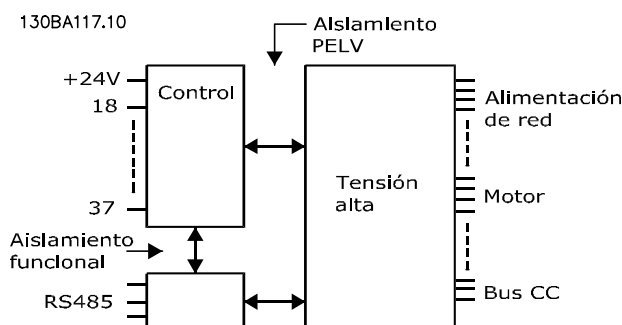 130BA117.10
Aislamiento
PELV
+24V
18
37
Control
Tensión
alta
Alimentación
de red
Motor
Bus CC
Aislamiento
funcional
RS485